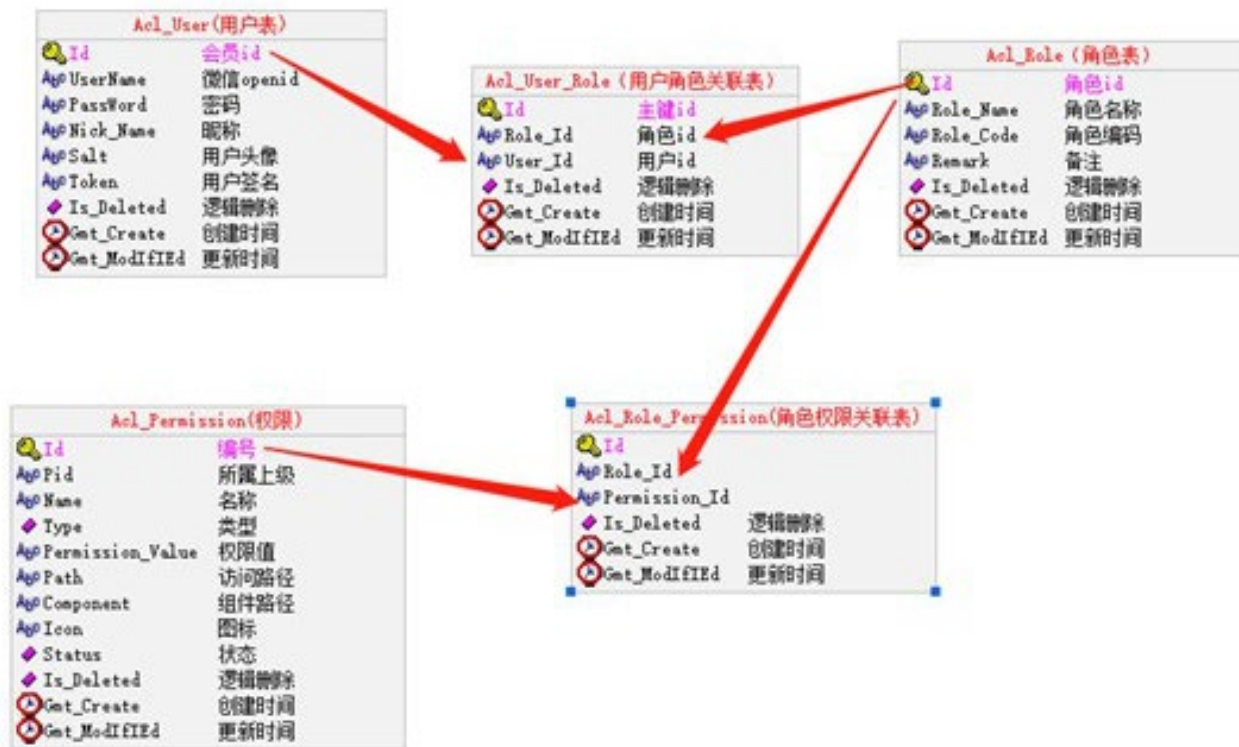 Acl_User(用户表)
Id 会员id
UserName 微信openid
PassWord 密码
Nick_Name 昵称
Salt 用户头像
Token 用户签名
Is_Deleted 逻辑删除
Gmt_Create 创建时间
Gmt_ModIfIEd 更新时间
Acl_User_Role (用户角色关联表)
Id 主键id
Role_Id 角色id
User_Id 用户id
Is_Deleted 逻辑删除
Gmt_Create 创建时间
Gmt_ModIfIEd 更新时间
Acl_Role (角色表)
Id 角色id
Role_Name 角色名称
Role_Code 角色编码
Remark 备注
Is_Deleted 逻辑删除
Gmt_Create 创建时间
Gmt_ModIfIEd 更新时间
Acl_Permission(权限)
Id 编号
Pid 所属上级
Name 名称
Type 类型
Permission_Value 权限值
Path 访问路径
Component 组件路径
Icon 图标
Status 状态
Is_Deleted 逻辑删除
Gmt_Create 创建时间
Gmt_ModIfIEd 更新时间
Acl_Role_Permission(角色权限关联表)
Id
Role_Id
Permission_Id
Is_Deleted 逻辑删除
Gmt_Create 创建时间
Gmt_ModIfIEd 更新时间